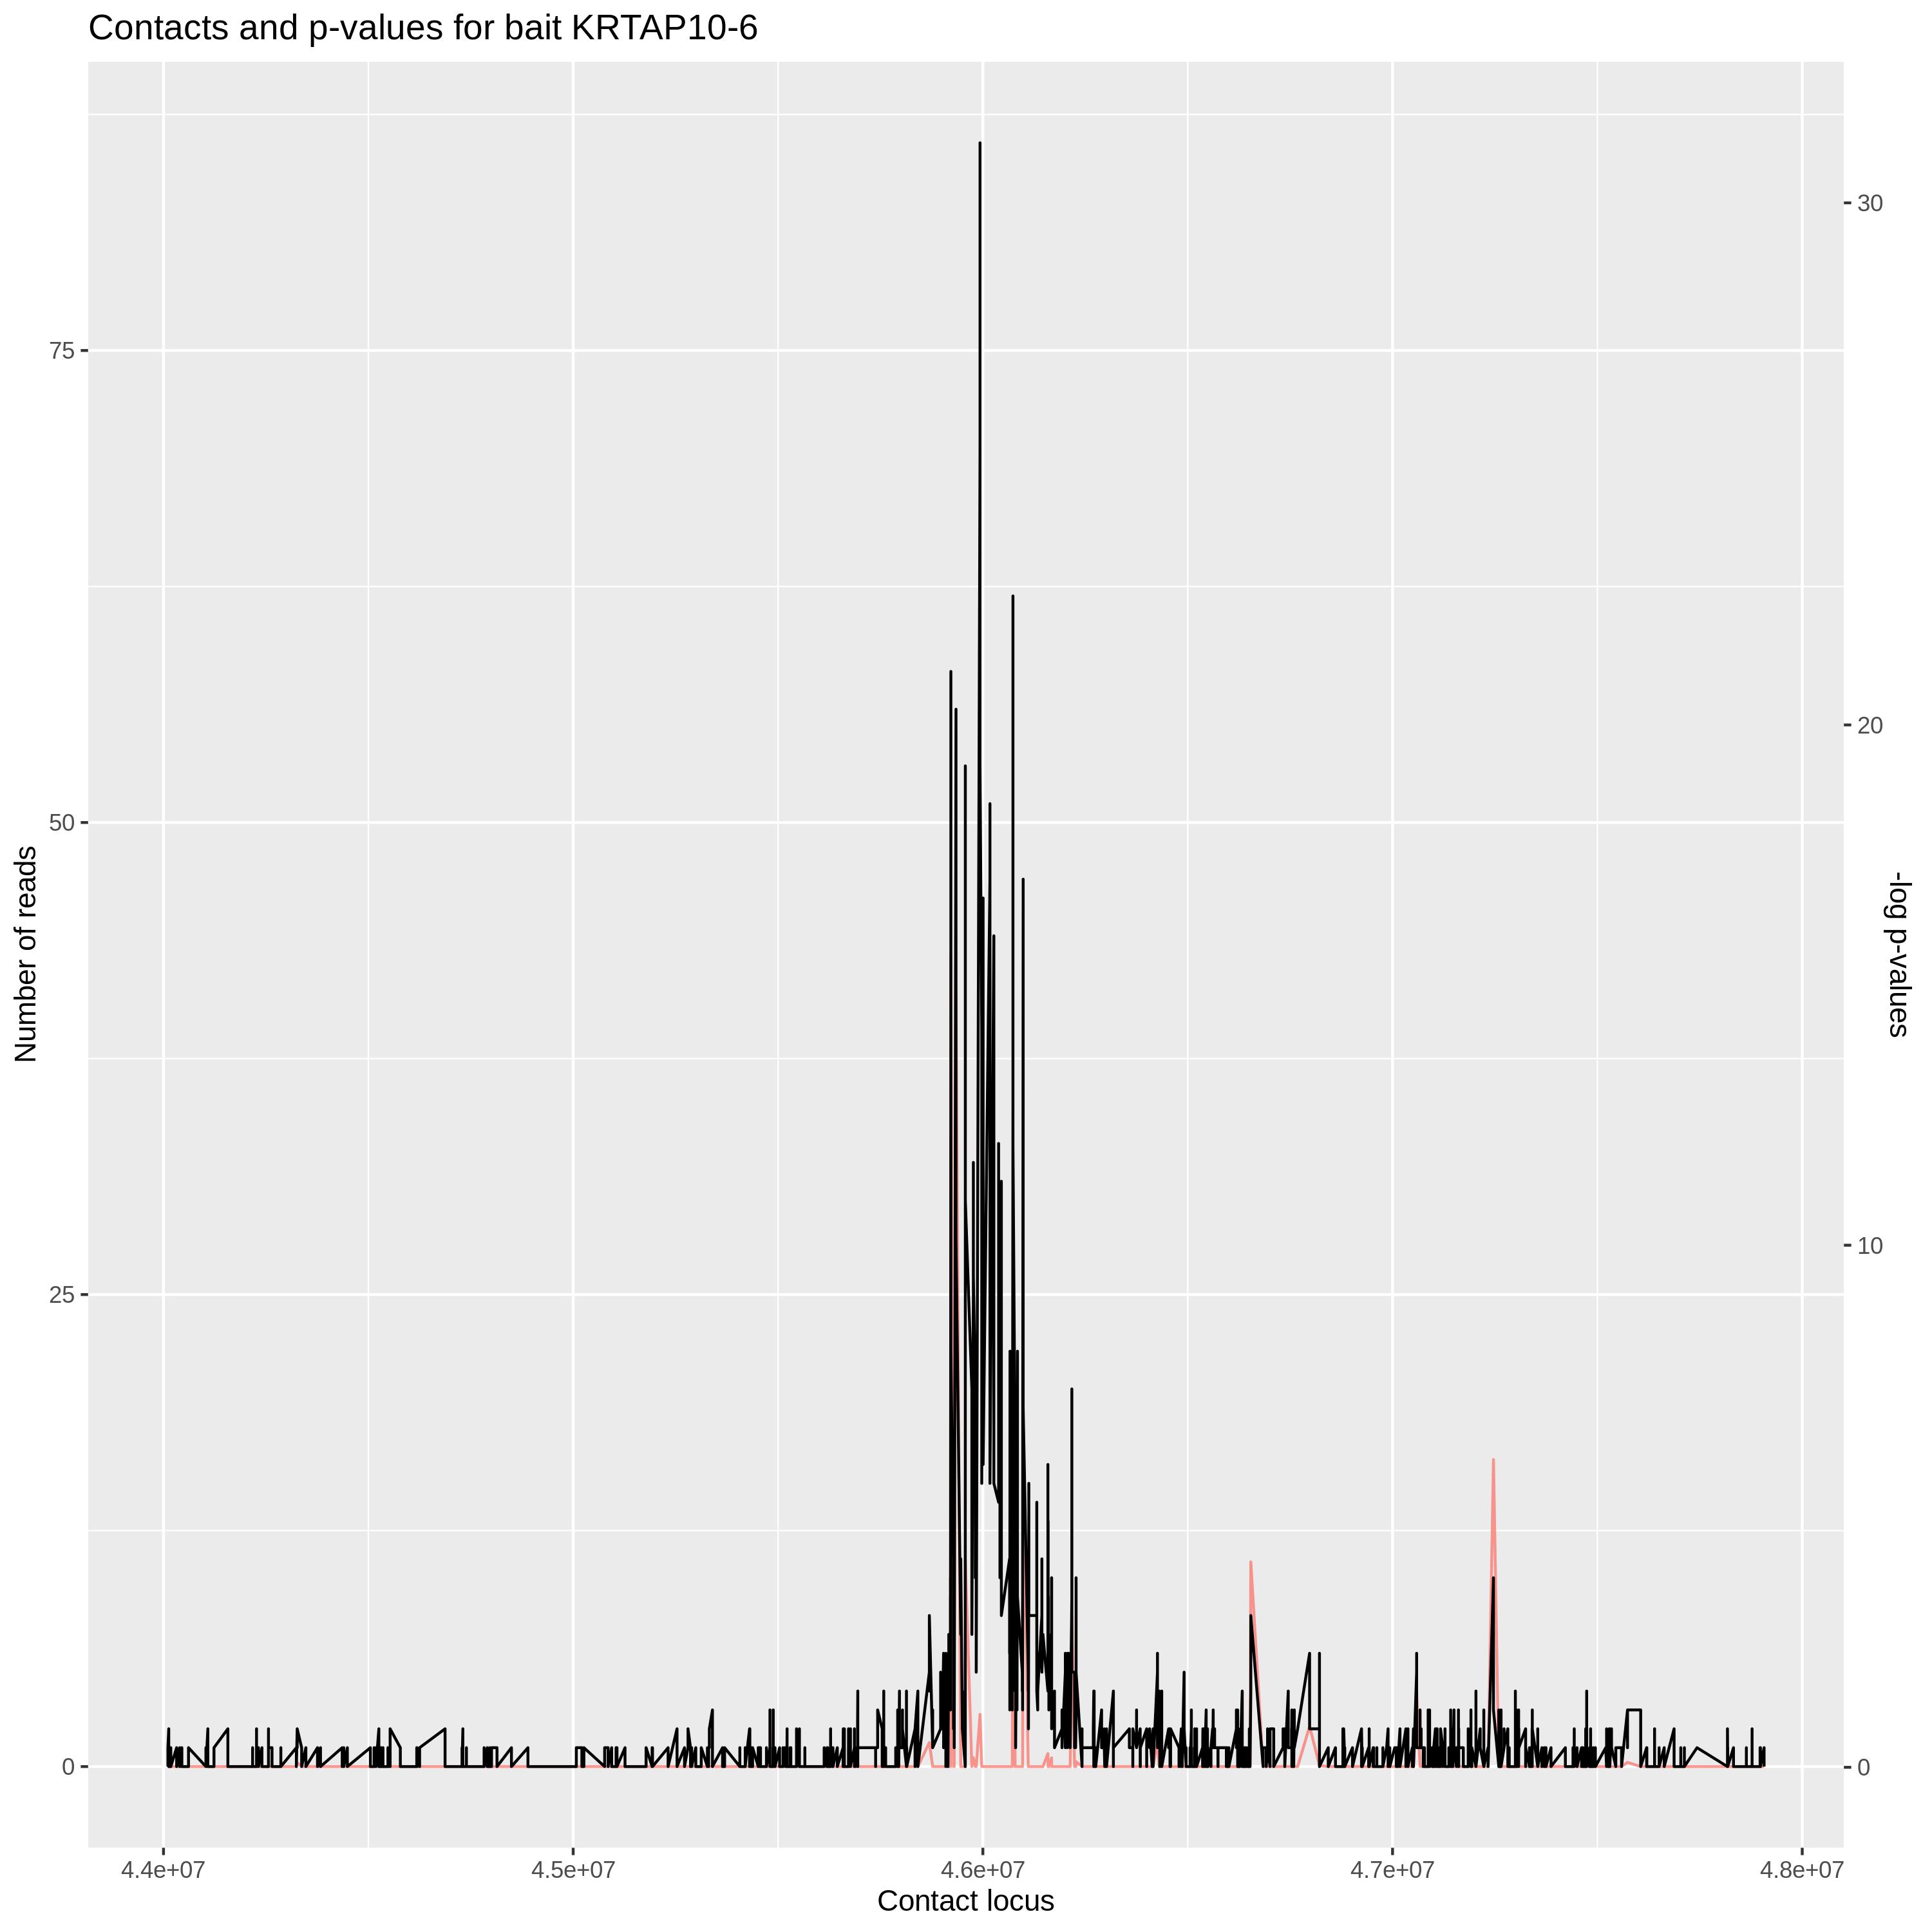 Contacts and p-values for bait KRTAP10-6
75
50
25
0
Number of reads
30
20
10
0
-log p-values
4.4e+07
4.5e+07
4.6e+07
4.7e+07
4.8e+07
Contact locus